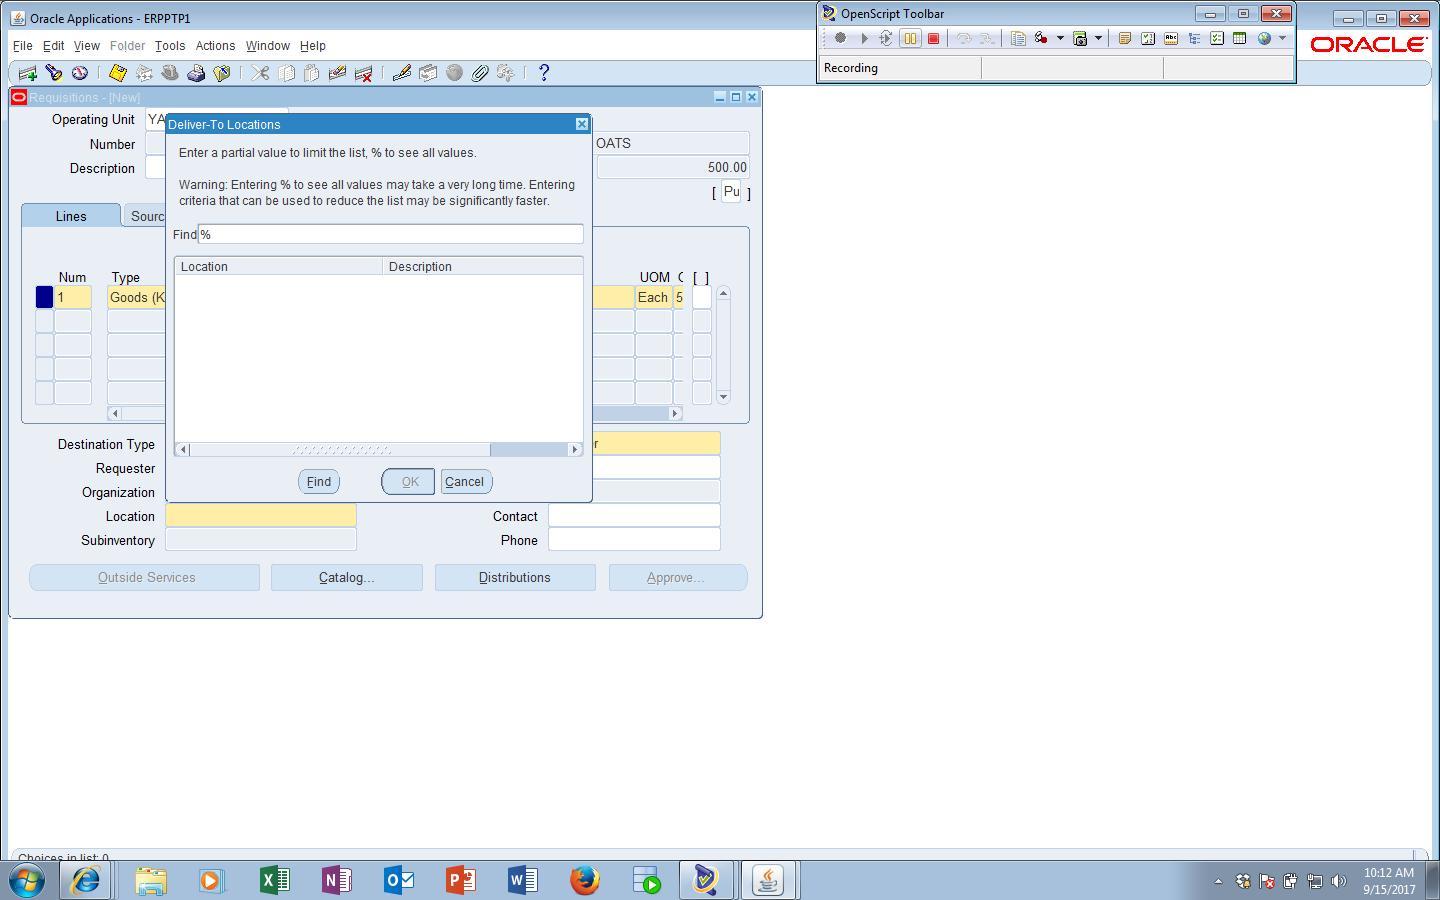 Oracle Applications - ERPPTP1
OpenScript Toolbar
File Edit View Folder Tools Actions Window Help
ORACLE
Recording
Requisitions - [New]
Operating Unit YA
Deliver-To Locations
Number
OATS
Description
500.00
[ Pu ]
Enter a partial value to limit the list, % to see all values.
Warning: Entering % to see all values may take a very long time. Entering
criteria that can be used to reduce the list may be significantly faster.
Lines Sourc
Find %
Location Description
Num Type UOM C [ ]
1 Goods (K Each 5
Destination Type
Requester
Organization
Find OK Cancel
Location
Contact
Subinventory
Phone
Outside Services Catalog... Distributions Approve...
Choices in list: 0
10:12 AM
9/15/2017